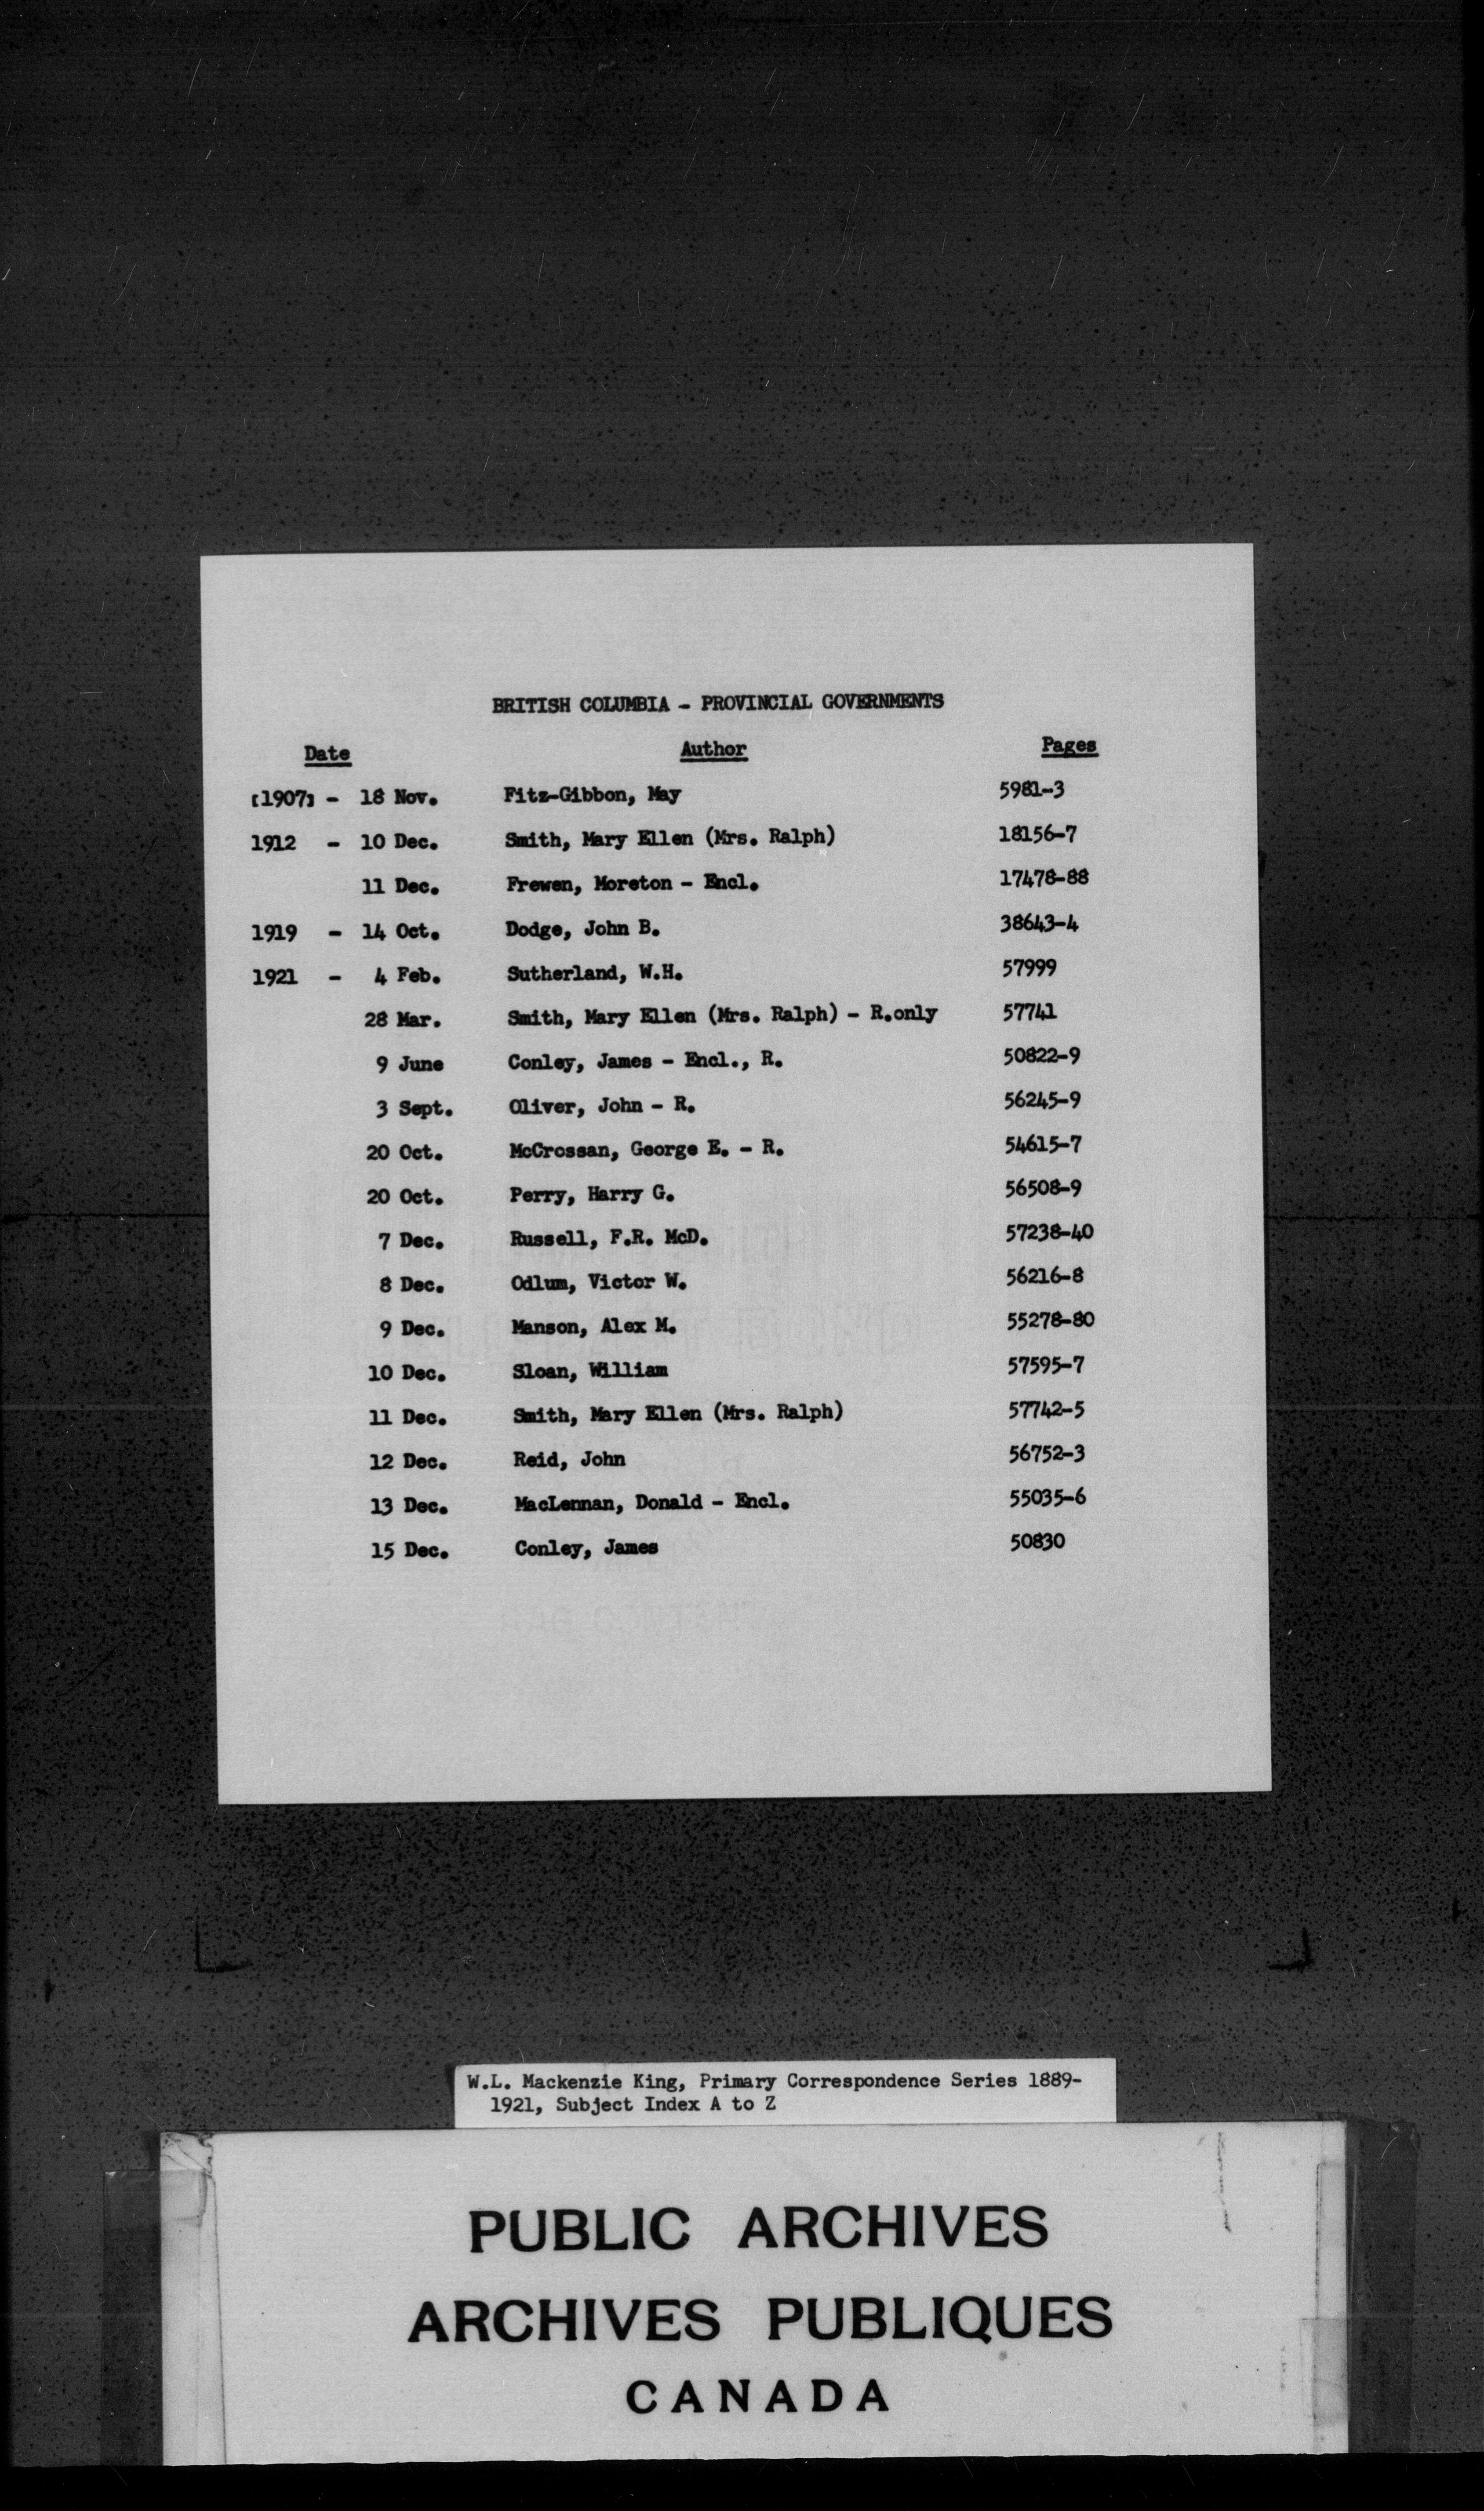 BRITISH COLUMBIA - PROVINCIAL GOVERNMENTS
Date Author Pages
[1907] - 18 Nov. Fitz-Gibbon, May 5981-3
1912 - 10 Dec. Smith, Mary Ellen (Mrs. Ralph) 18156-7
11 Dec. Frewen, Moreton - Encl. 17478-88
1919 - 14 Oct. Dodge, John B. 38643-4
1921 - 4 Feb. Sutherland, W.H. 57999
28 Mar. Smith, Mary Ellen (Mrs. Ralph) - R.only 57741
9 June Conley, James - Encl., R. 50822-9
3 Sept. Oliver, John - R. 56245-9
20 Oct. McCrossan, George E. - R. 54615-7
20 Oct. Perry, Harry G. 56508-9
7 Dec. Russell, F.R. McD. 57238-40
8 Dec. Odlum, Victor W. 56216-8
9 Dec. Manson, Alex M. 55278-80
10 Dec. Sloan, William 57595-7
11 Dec. Smith, Mary Ellen (Mrs. Ralph) 57742-5
12 Dec. Reid, John 56752-3
13 Dec. MacLennan, Donald - Encl. 55035-6
15 Dec. Conley, James 50830
W.L. Mackenzie King, Primary Correspondence Series 1889-
1921, Subject Index A to Z
PUBLIC ARCHIVES
ARCHIVES PUBLIQUES
CANADA